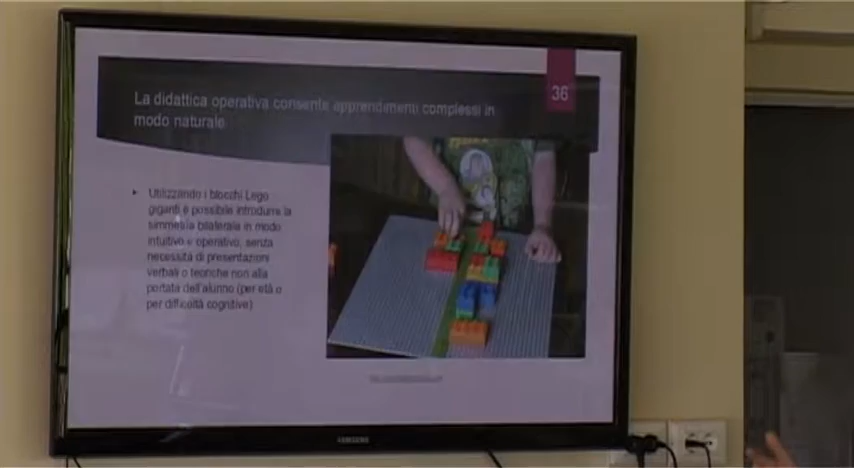 36
La didattica operativa consente apprendimenti complessi in
modo naturale
Utilizzando i blocchi Lego
giganti è possibile introdurre la
simmetria bilaterale in modo
intuitivo e operativo, senza
necessità di presentazioni
verbali o teoriche non alla
portata dell'alunno (per età o
per difficoltà cognitive)
SAMSUNG